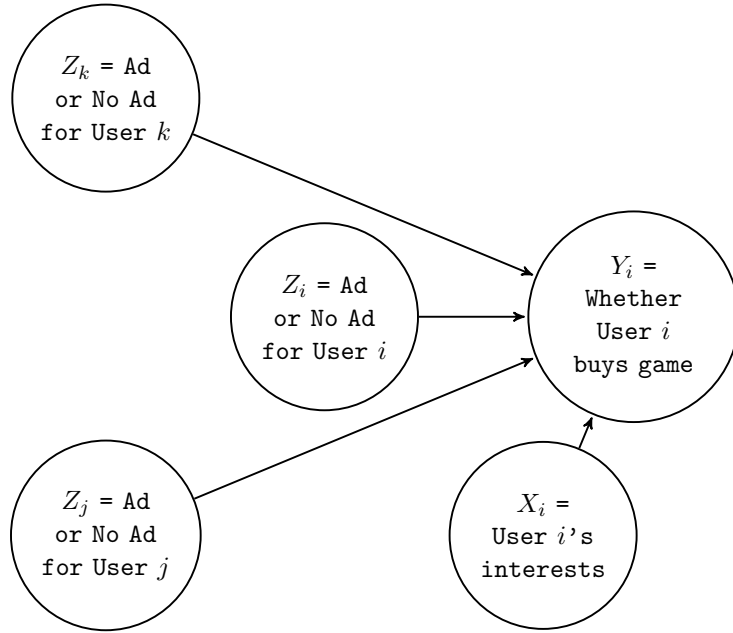 Z_k = Ad
or No Ad
for User k
Z_i = Ad
or No Ad
for User i
Y_i =
Whether
User i
buys game
Z_j = Ad
or No Ad
for User j
X_i =
User i's
interests